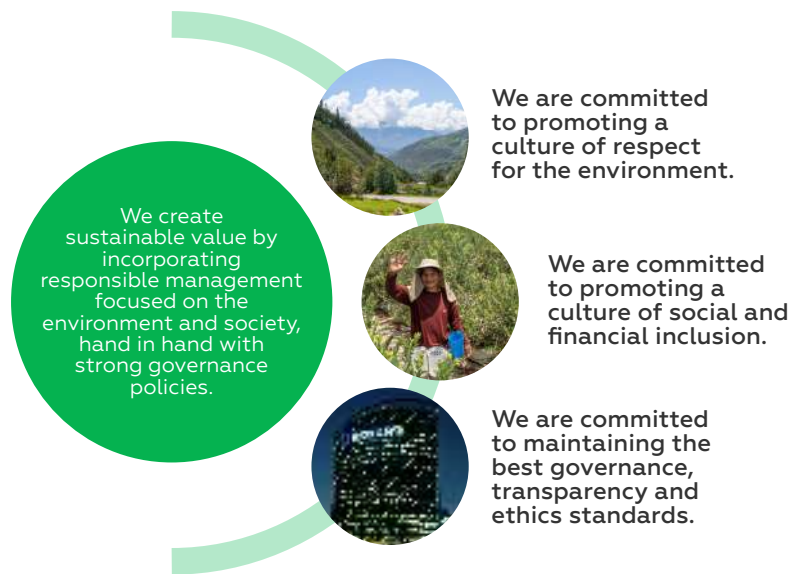 We create
sustainable value by
incorporating
responsible management
focused on the
environment and society,
hand in hand with
strong governance
policies.
We are committed
to promoting a
culture of respect
for the environment.
We are committed
to promoting a
culture of social and
financial inclusion.
We are committed
to maintaining the
best governance,
transparency and
ethics standards.